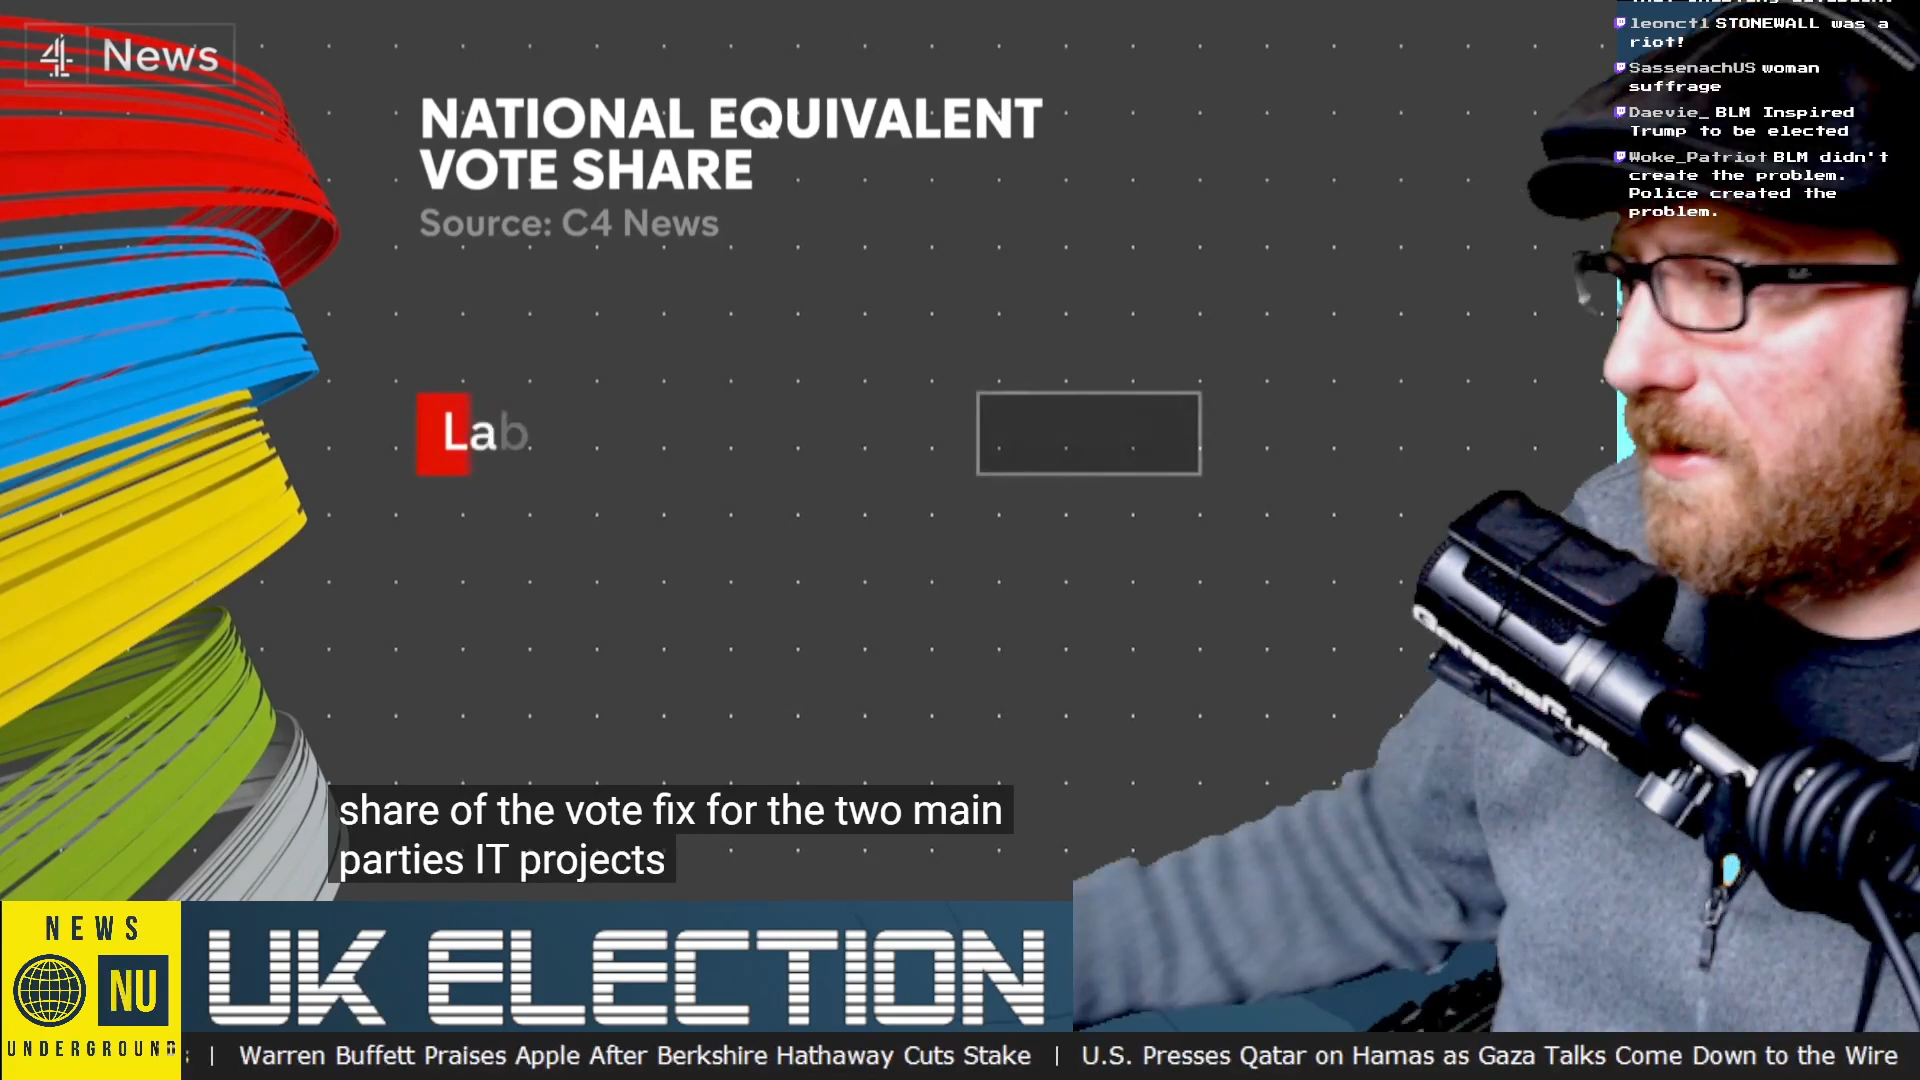 4 News
NATIONAL EQUIVALENT
VOTE SHARE
Source: C4 News
Lab
share of the vote fix for the two main
parties IT projects
leonctl STONEWALL was a
riot!
SassenachUS woman
suffrage
Daevie_ BLM Inspired
Trump to be elected
Woke_Patriot BLM didn't
create the problem.
Police created the
problem.
NEWS
NU
UNDERGROUND
UK ELECTION
| Warren Buffett Praises Apple After Berkshire Hathaway Cuts Stake | U.S. Presses Qatar on Hamas as Gaza Talks Come Down to the Wire